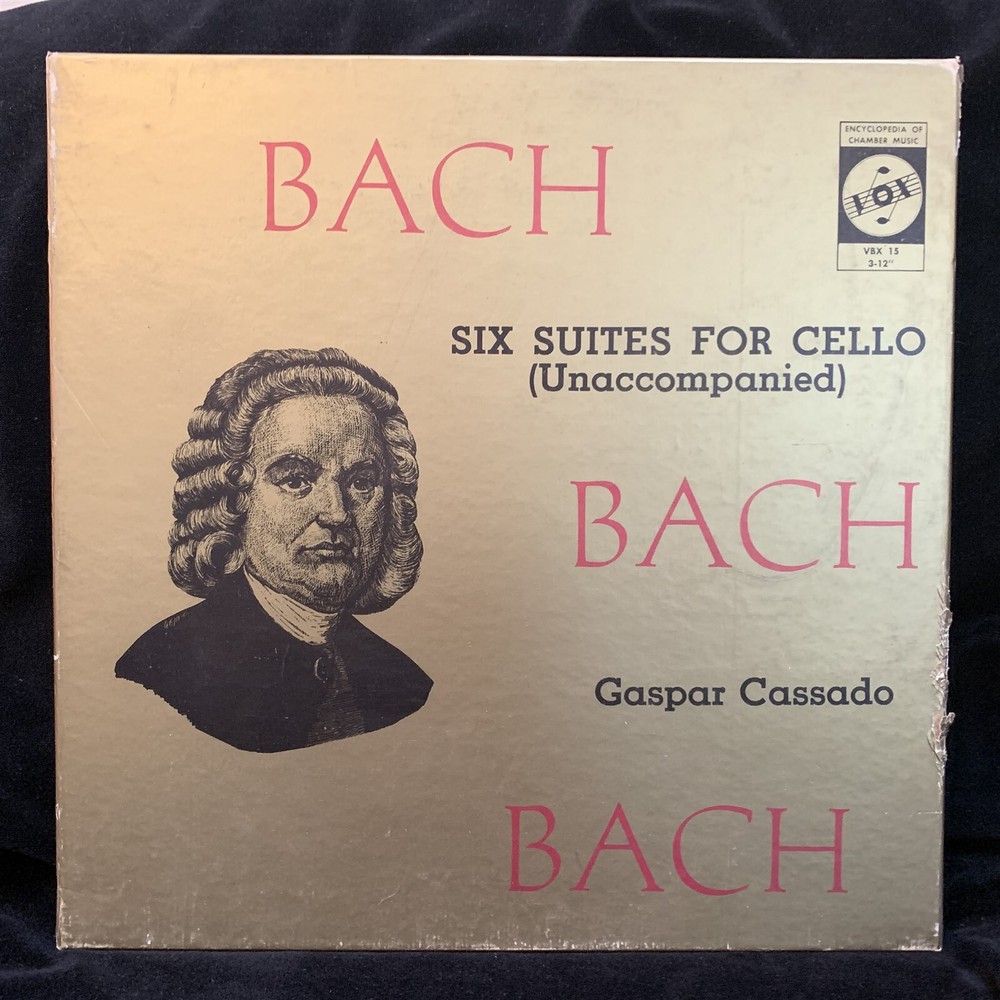 BACH
ENCYCLOPEDIA OF
CHAMBER MUSIC
VOX
VBX 15
3-12"
SIX SUITES FOR CELLO
(Unaccompanied)
BACH
Gaspar Cassado
BACH